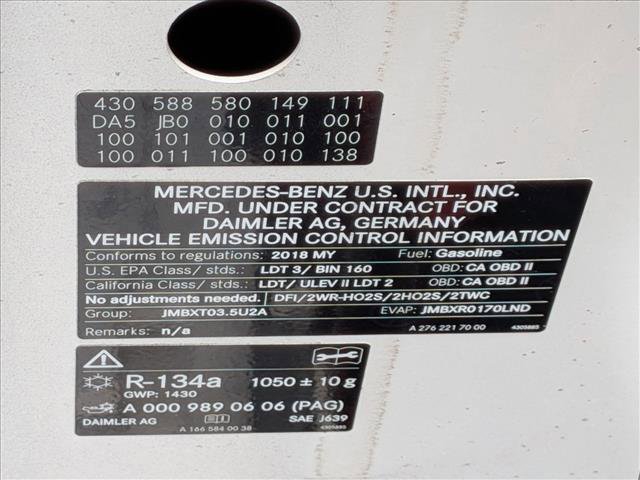 430 588 580 149 111
DA5 JB0 010 011 001
100 101 001 010 100
100 011 100 010 138
MERCEDES-BENZ U.S. INTL., INC.
MFD. UNDER CONTRACT FOR
DAIMLER AG, GERMANY
VEHICLE EMISSION CONTROL INFORMATION
Conforms to regulations: 2018 MY Fuel: Gasoline
U.S. EPA Class / stds.: LDT 3/ BIN 160 OBD: CA OBD II
California Class / stds.: LDT/ ULEV II LDT 2 OBD: CA OBD II
No adjustments needed. DFI/2WR-HO2S/2HO2S/2TWC
Group: JMBXT03.5U2A EVAP: JMBXR0170LND
Remarks: n/a A 276 221 70 00 4305885
R-134a 1050 ± 10 g
GWP: 1430
A 000 989 06 06 (PAG)
DAIMLER AG SAE J639
A 166 584 00 38 4305885